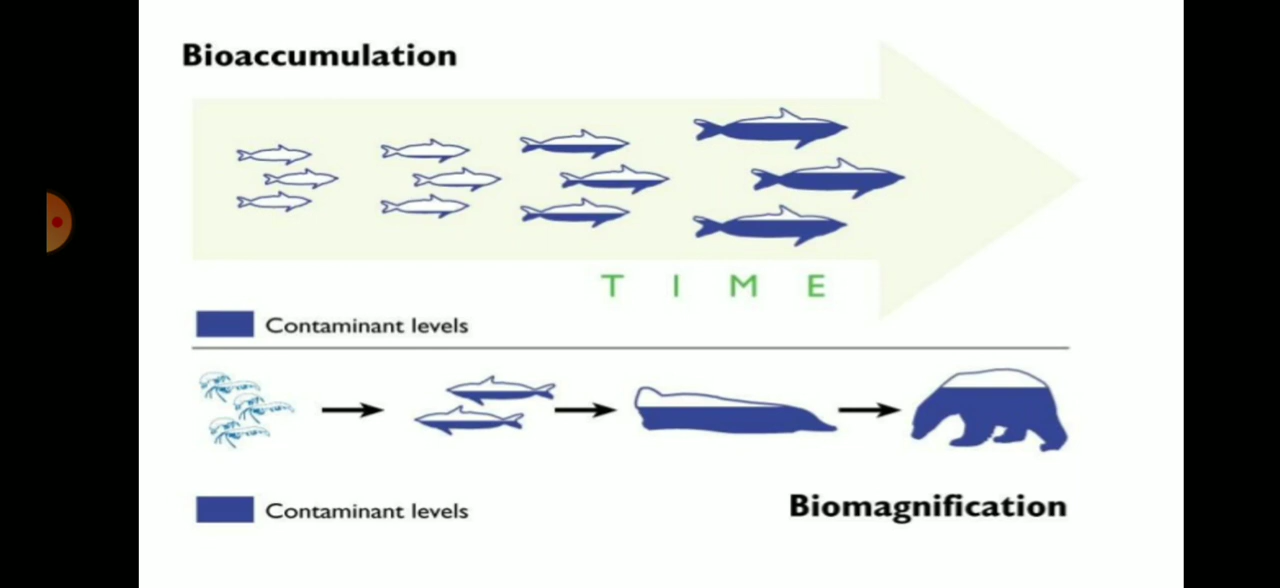 Bioaccumulation
T I M E
Contaminant levels
Contaminant levels
Biomagnification